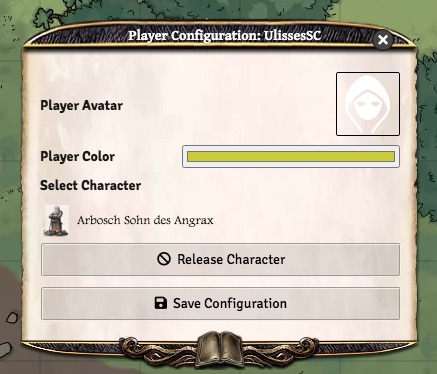 Player Configuration: UlissesSC
Player Avatar
Player Color
Select Character
Arbosch Sohn des Angrax
Release Character
Save Configuration